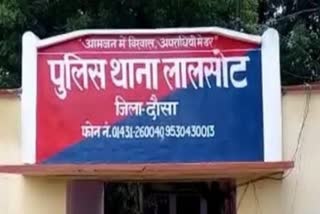 "आमजन में विश्वास, अपराधियों में डर"
पुलिस थाना लालसोट
जिला-दौसा
फोन नं.01431-260040,9530430013